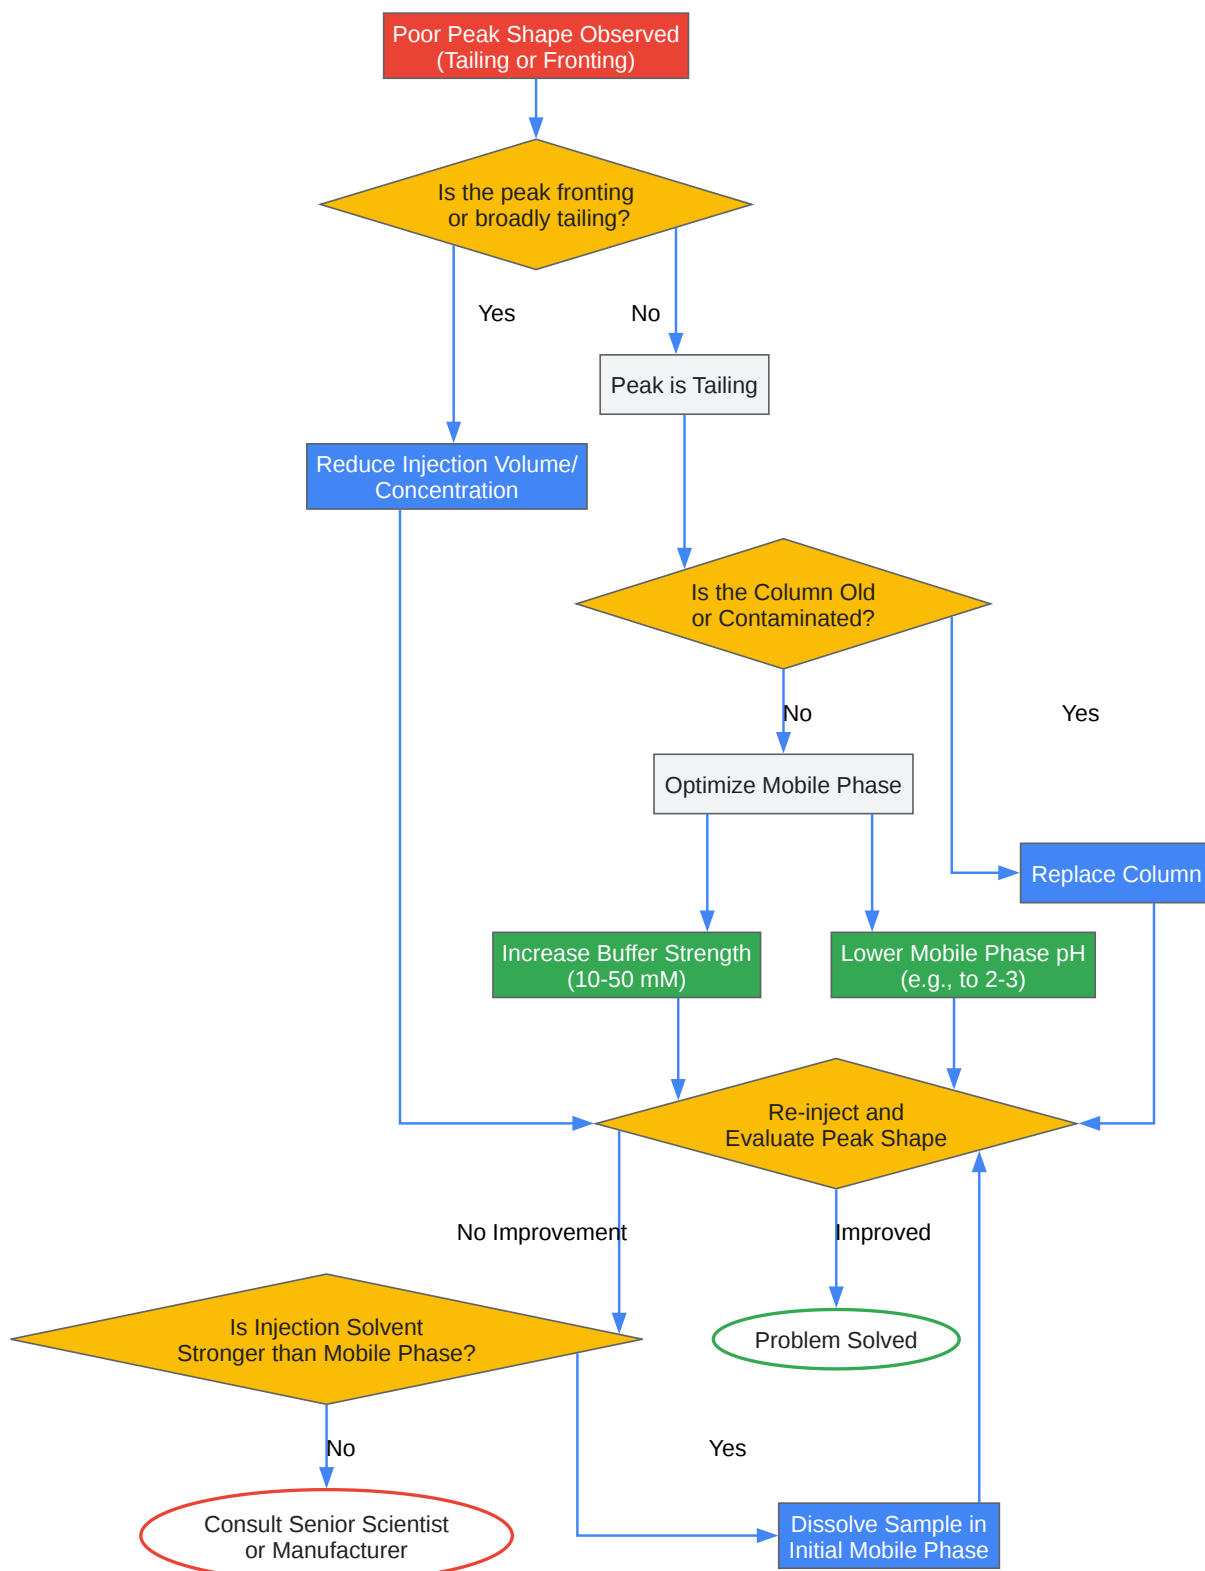 Poor Peak Shape Observed
(Tailing or Fronting)
Is the peak fronting
or broadly tailing?
Yes
No
Peak is Tailing
Reduce Injection Volume/
Concentration
Is the Column Old
or Contaminated?
No
Yes
Optimize Mobile Phase
Replace Column
Increase Buffer Strength
(10-50 mM)
Lower Mobile Phase pH
(e.g., to 2-3)
Re-inject and
Evaluate Peak Shape
No Improvement
Improved
Is Injection Solvent
Stronger than Mobile Phase?
Problem Solved
No
Yes
Consult Senior Scientist
or Manufacturer
Dissolve Sample in
Initial Mobile Phase